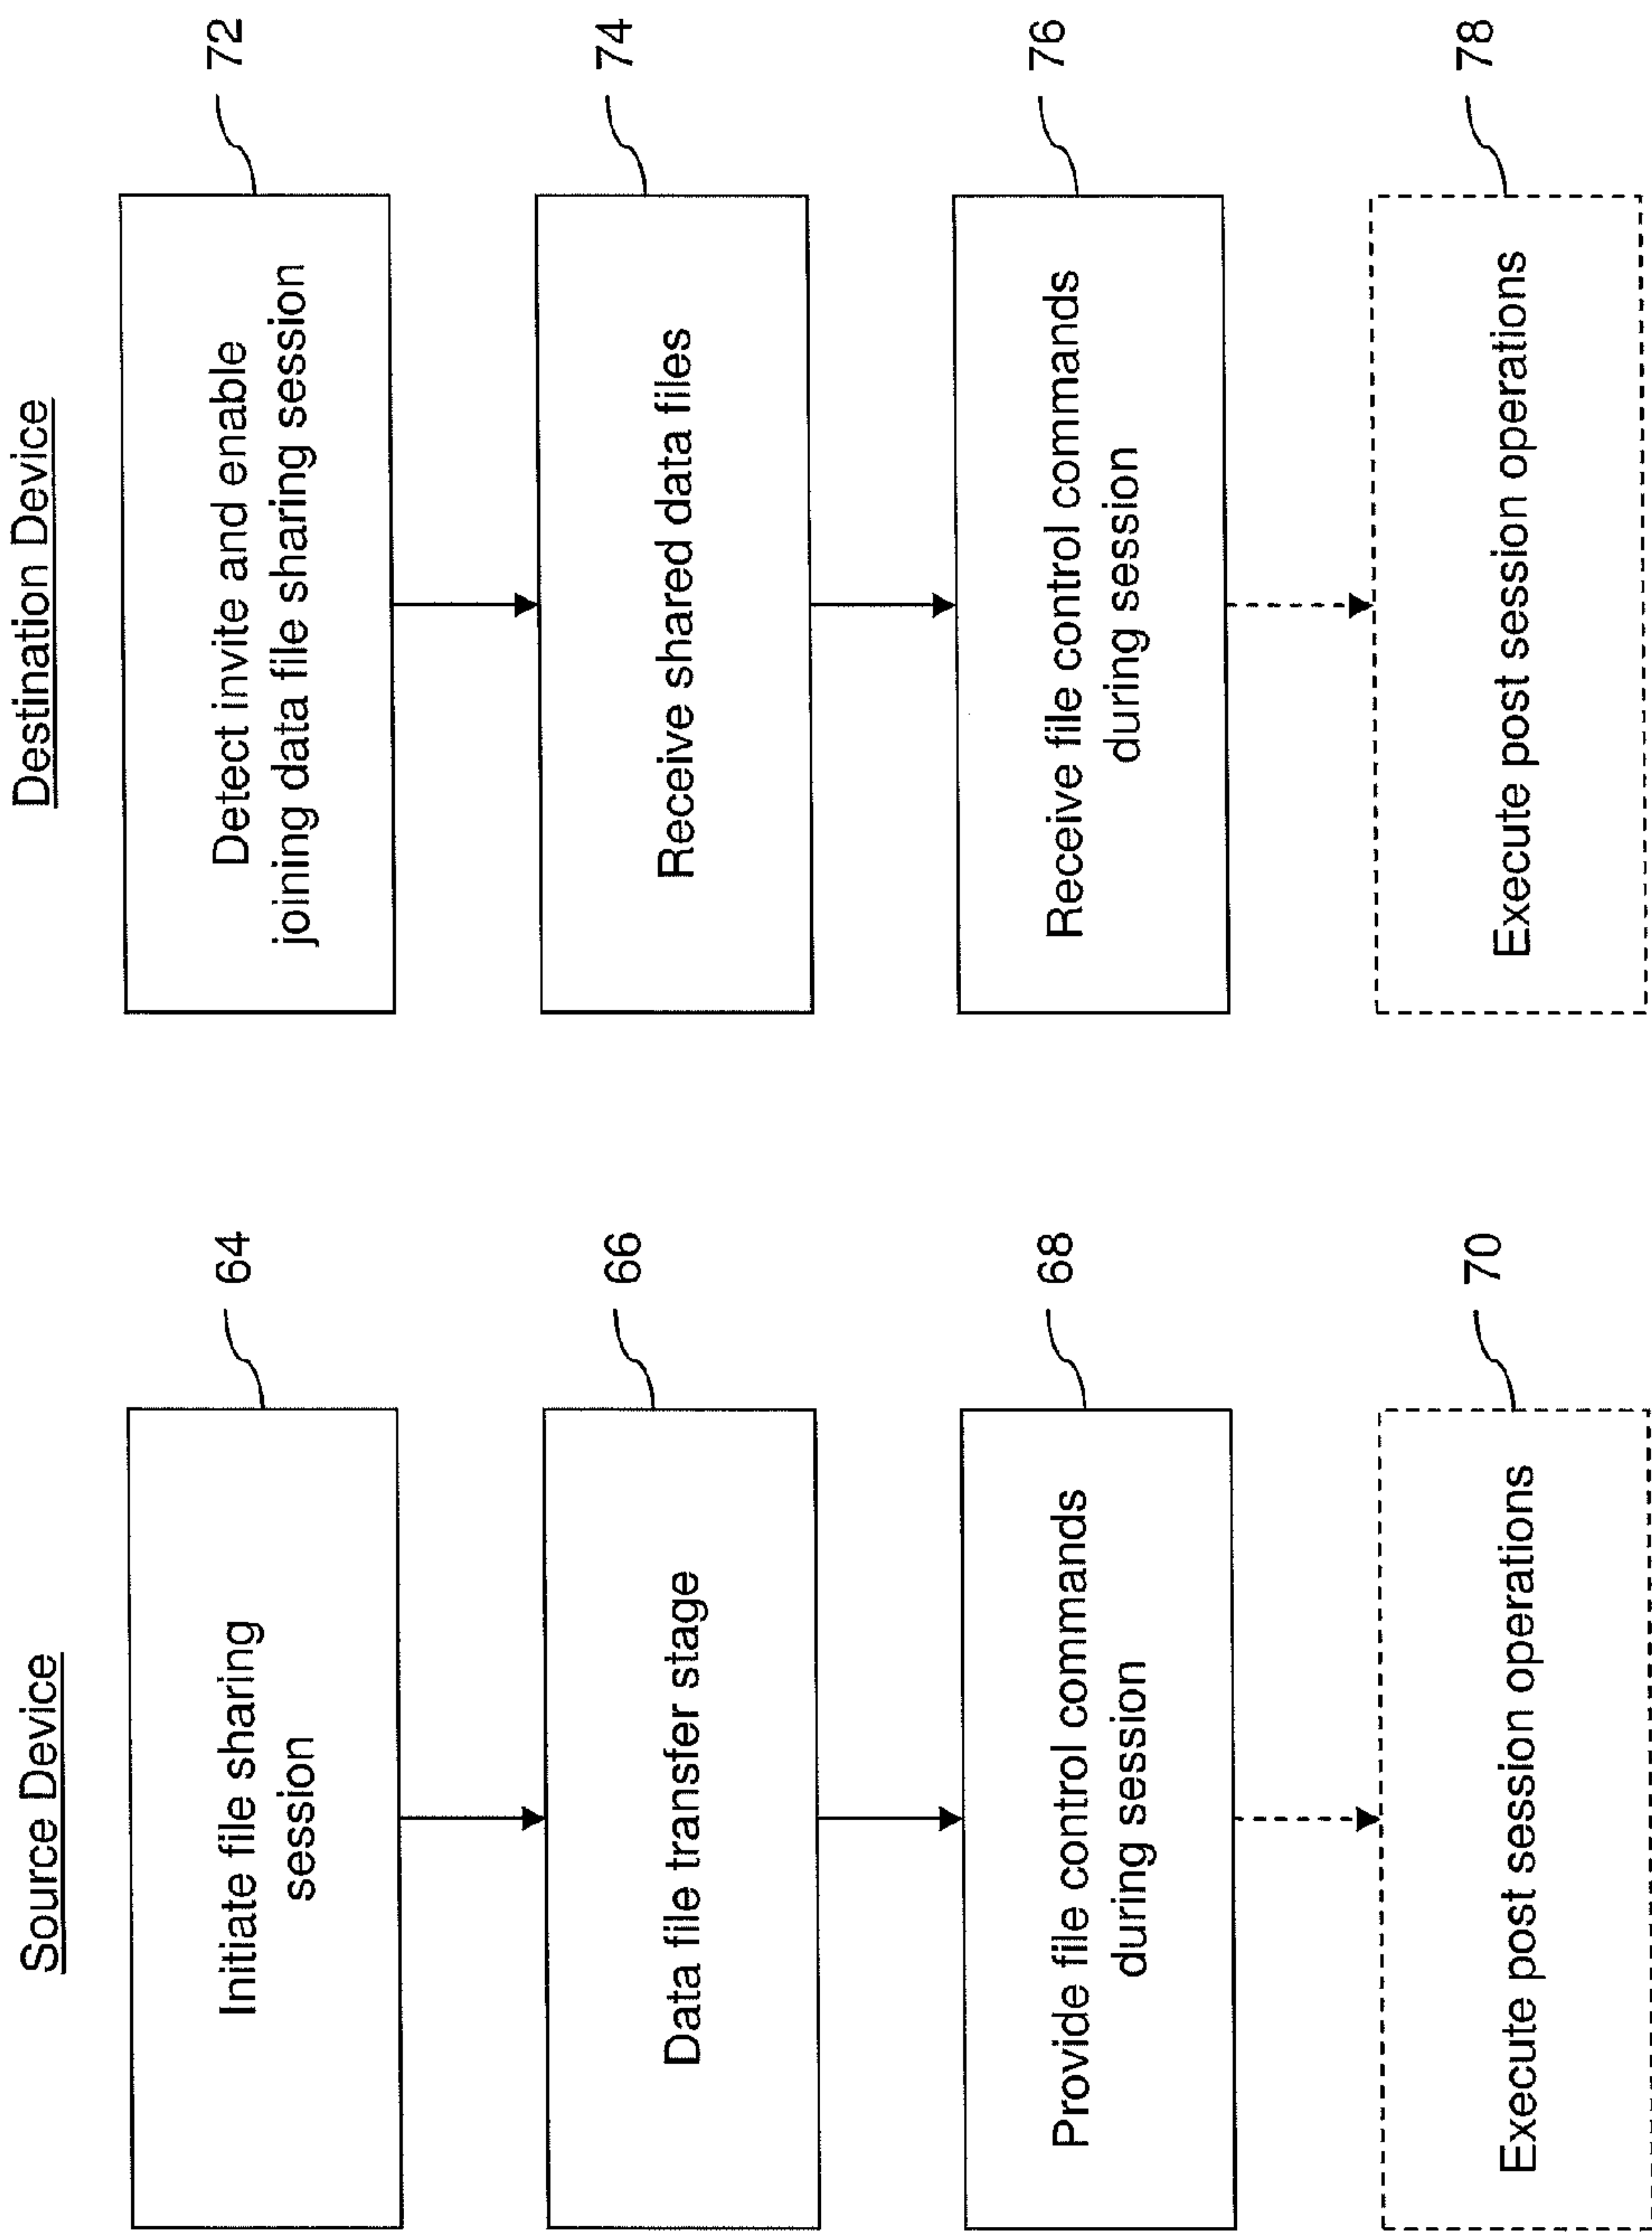 Source Device
Initiate file sharing
session
64
Data file transfer stage
66
Provide file control commands
during session
68
Execute post session operations
70
Destination Device
Detect invite and enable
joining data file sharing session
72
Receive shared data files
74
Receive file control commands
during session
76
Execute post session operations
78